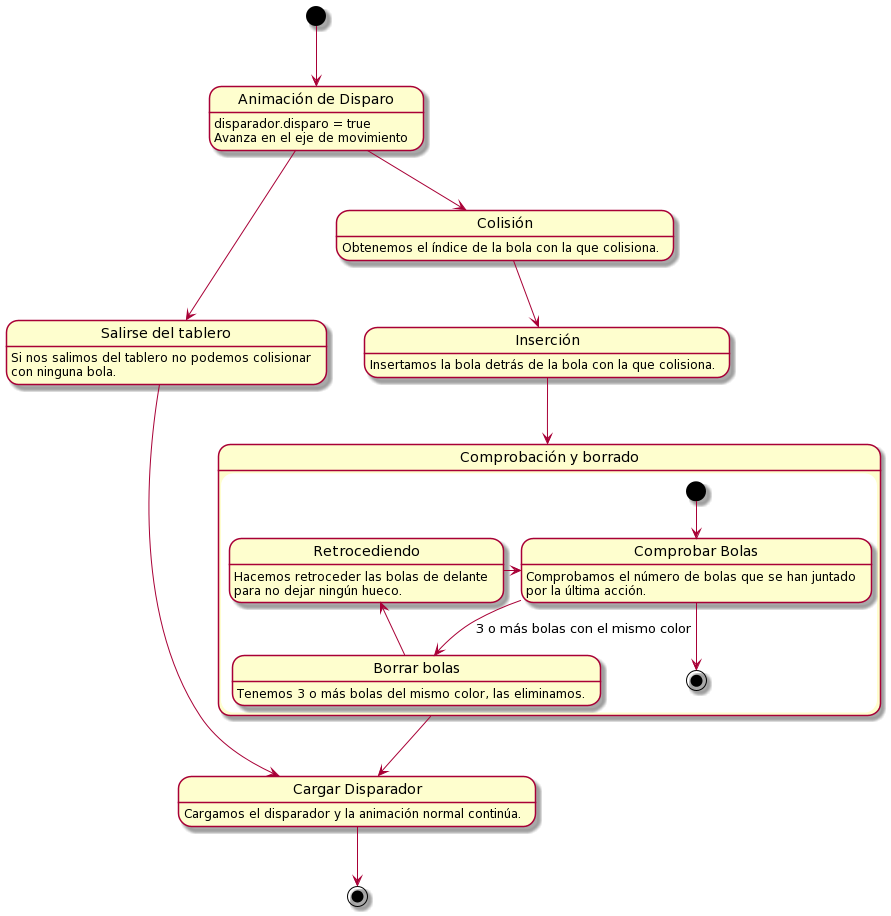 Animación de Disparo
disparador.disparo = true
Avanza en el eje de movimiento
Colisión
Obtenemos el índice de la bola con la que colisiona.
Salirse del tablero
Si nos salimos del tablero no podemos colisionar
con ninguna bola.
Inserción
Insertamos la bola detrás de la bola con la que colisiona.
Comprobación y borrado
Retrocediendo
Hacemos retroceder las bolas de delante
para no dejar ningún hueco.
Comprobar Bolas
Comprobamos el número de bolas que se han juntado
por la última acción.
3 o más bolas con el mismo color
Borrar bolas
Tenemos 3 o más bolas del mismo color, las eliminamos.
Cargar Disparador
Cargamos el disparador y la animación normal continúa.